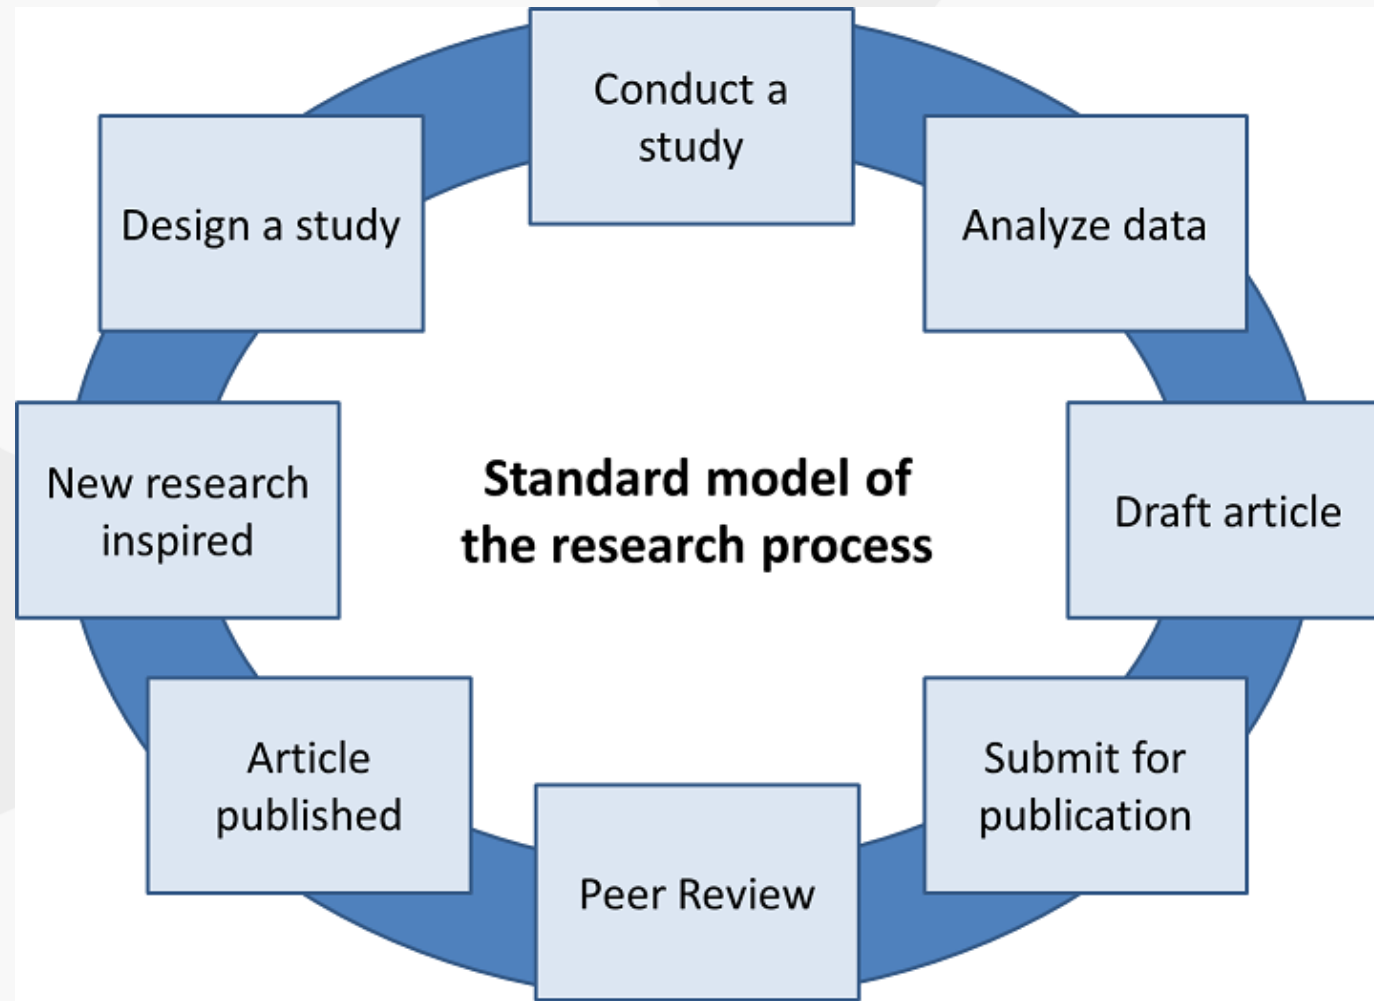 Conduct a
study
Design a study
Analyze data
New research
inspired
Standard model of
the research process
Draft article
Article
published
Submit for
publication
Peer Review